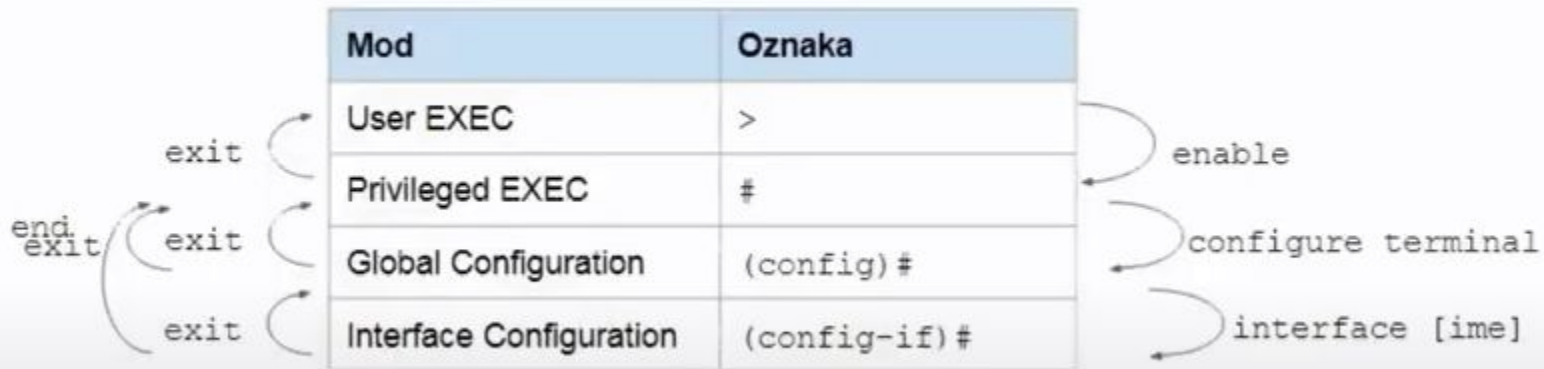 Mod Oznaka
User EXEC >
exit enable
Privileged EXEC #
end
exit exit configure terminal
Global Configuration (config)#
exit Interface Configuration (config-if)# interface [ime]